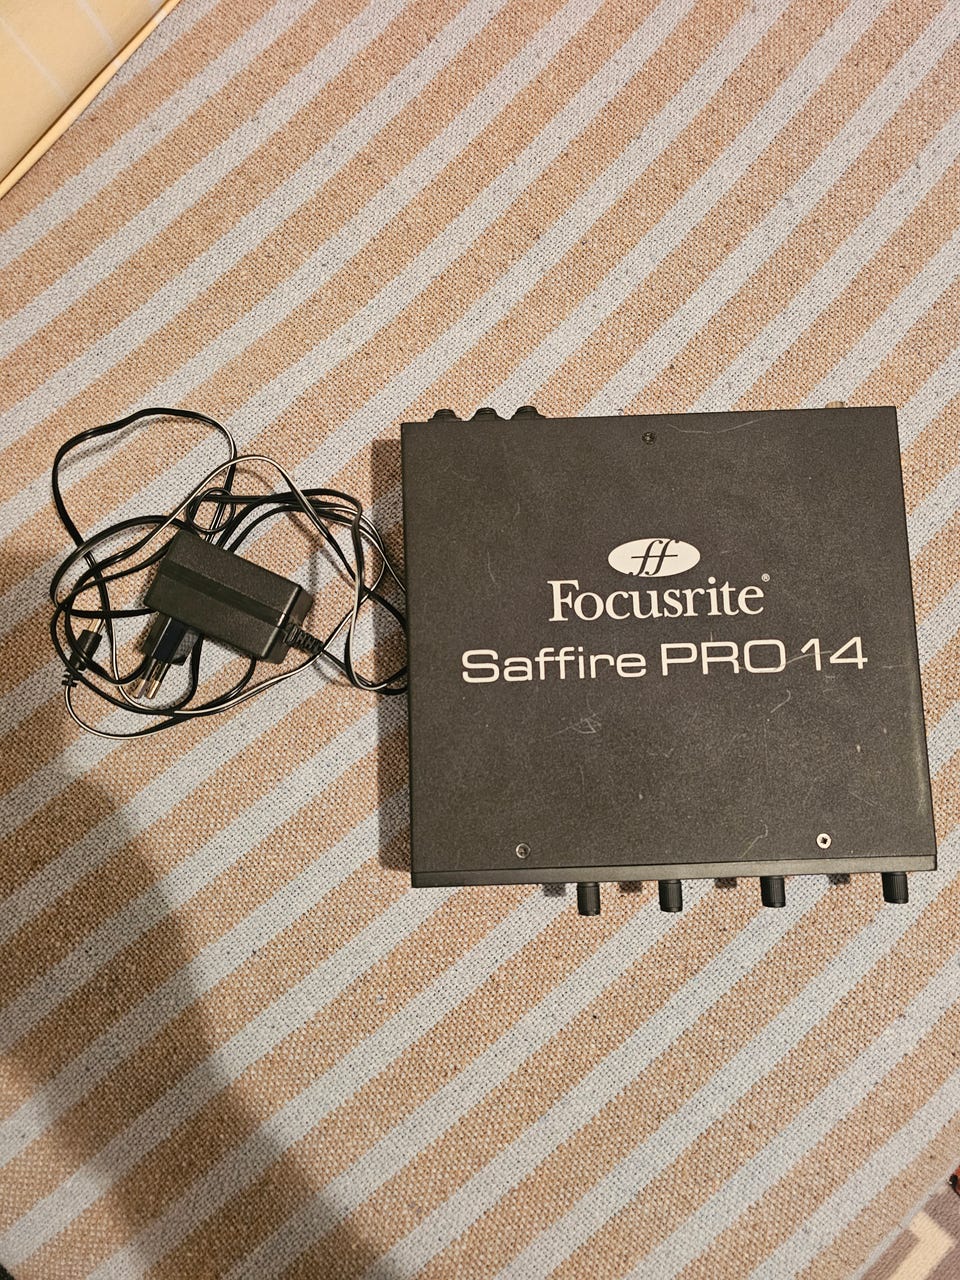 ff
Focusrite®
Saffire PRO 14